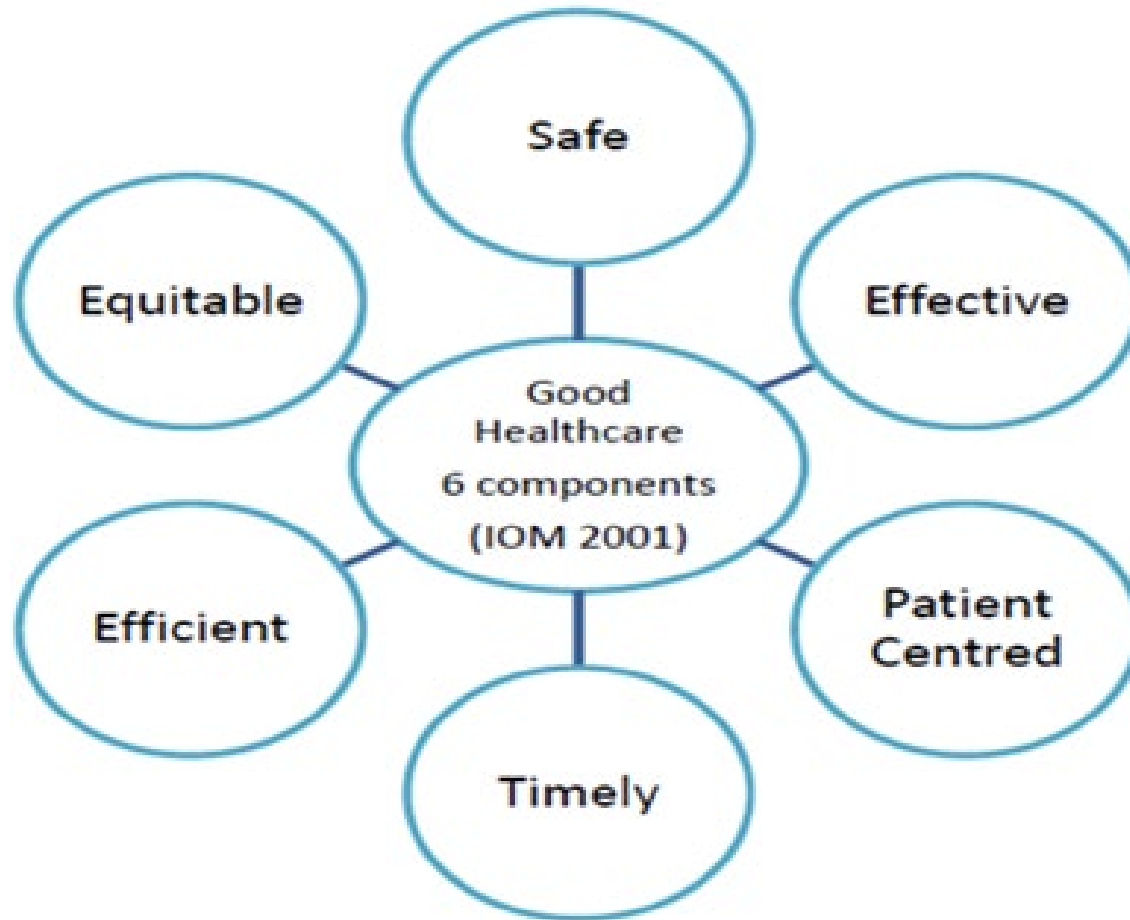 Safe
Effective
Patient
Centred
Timely
Efficient
Equitable
Good
Healthcare
6 components
(IOM 2001)